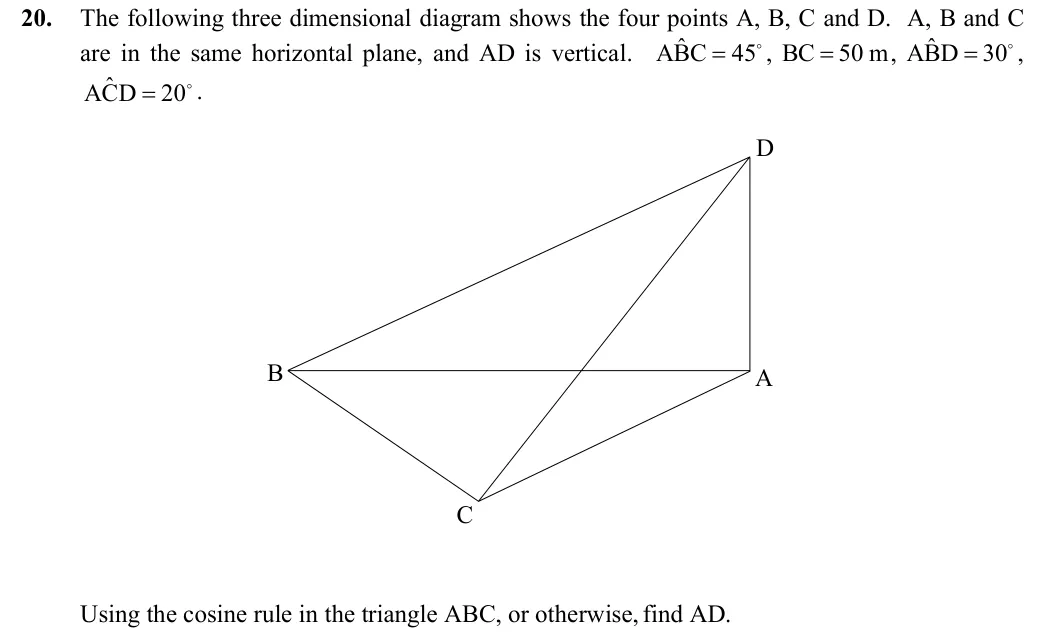 20. The following three dimensional diagram shows the four points A, B, C and D. A, B and C
are in the same horizontal plane, and AD is vertical. AB̂C = 45°, BC = 50 m, AB̂D = 30°,
AĈD = 20°.
D
B
A
C
Using the cosine rule in the triangle ABC, or otherwise, find AD.